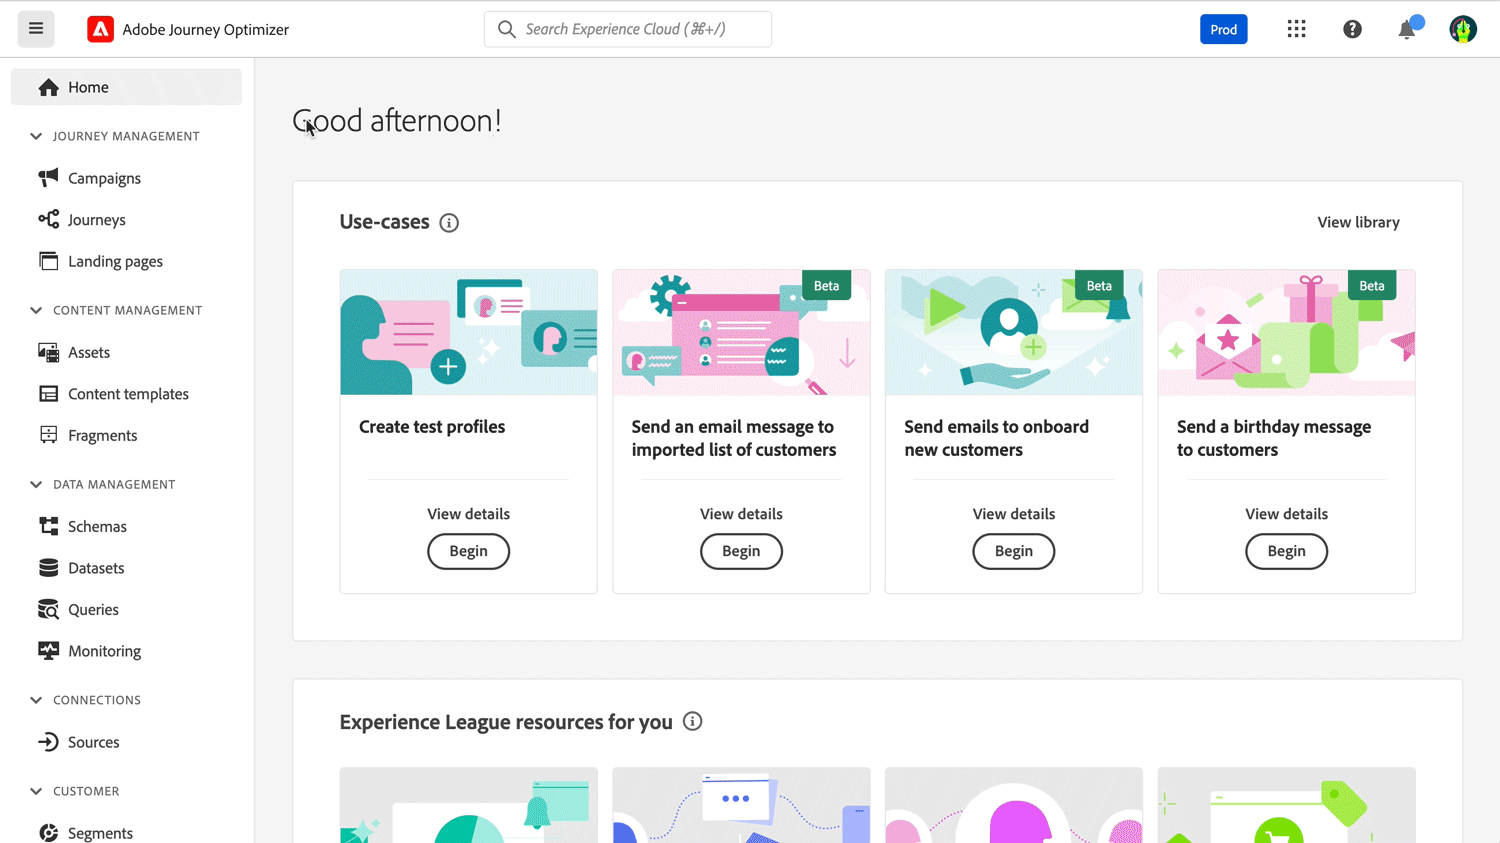 Adobe Journey Optimizer
Search Experience Cloud (⌘+/)
Prod
Home
JOURNEY MANAGEMENT
Campaigns
Journeys
Landing pages
CONTENT MANAGEMENT
Assets
Content templates
Fragments
DATA MANAGEMENT
Schemas
Datasets
Queries
Monitoring
CONNECTIONS
Sources
CUSTOMER
Segments
Good afternoon!
Use-cases
View library
Create test profiles
View details
Begin
Beta
Send an email message to
imported list of customers
View details
Begin
Beta
Send emails to onboard
new customers
View details
Begin
Beta
Send a birthday message
to customers
View details
Begin
Experience League resources for you